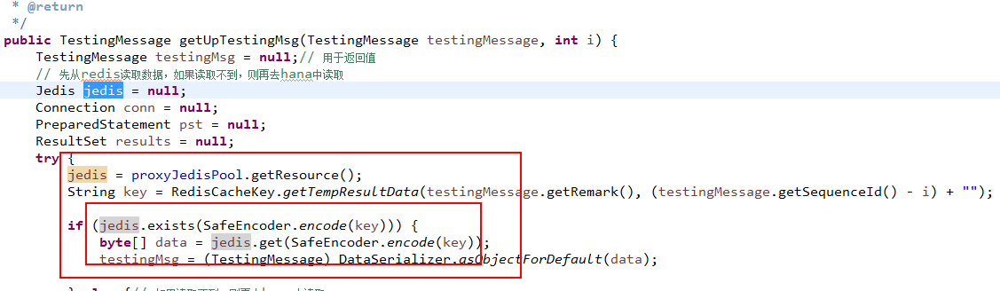 * @return
*/
public TestingMessage getUpTestingMsg(TestingMessage testingMessage, int i) {
TestingMessage testingMsg = null;// 用于返回值
// 先从redis读取数据，如果读取不到，则再去hana中读取
Jedis jedis = null;
Connection conn = null;
PreparedStatement pst = null;
ResultSet results = null;
try {
jedis = proxyJedisPool.getResource();
String key = RedisCacheKey.getTempResultData(testingMessage.getRemark(), (testingMessage.getSequenceId() - i) + "");
if (jedis.exists(SafeEncoder.encode(key))) {
byte[] data = jedis.get(SafeEncoder.encode(key));
testingMsg = (TestingMessage) DataSerializer.asObjectForDefault(data);